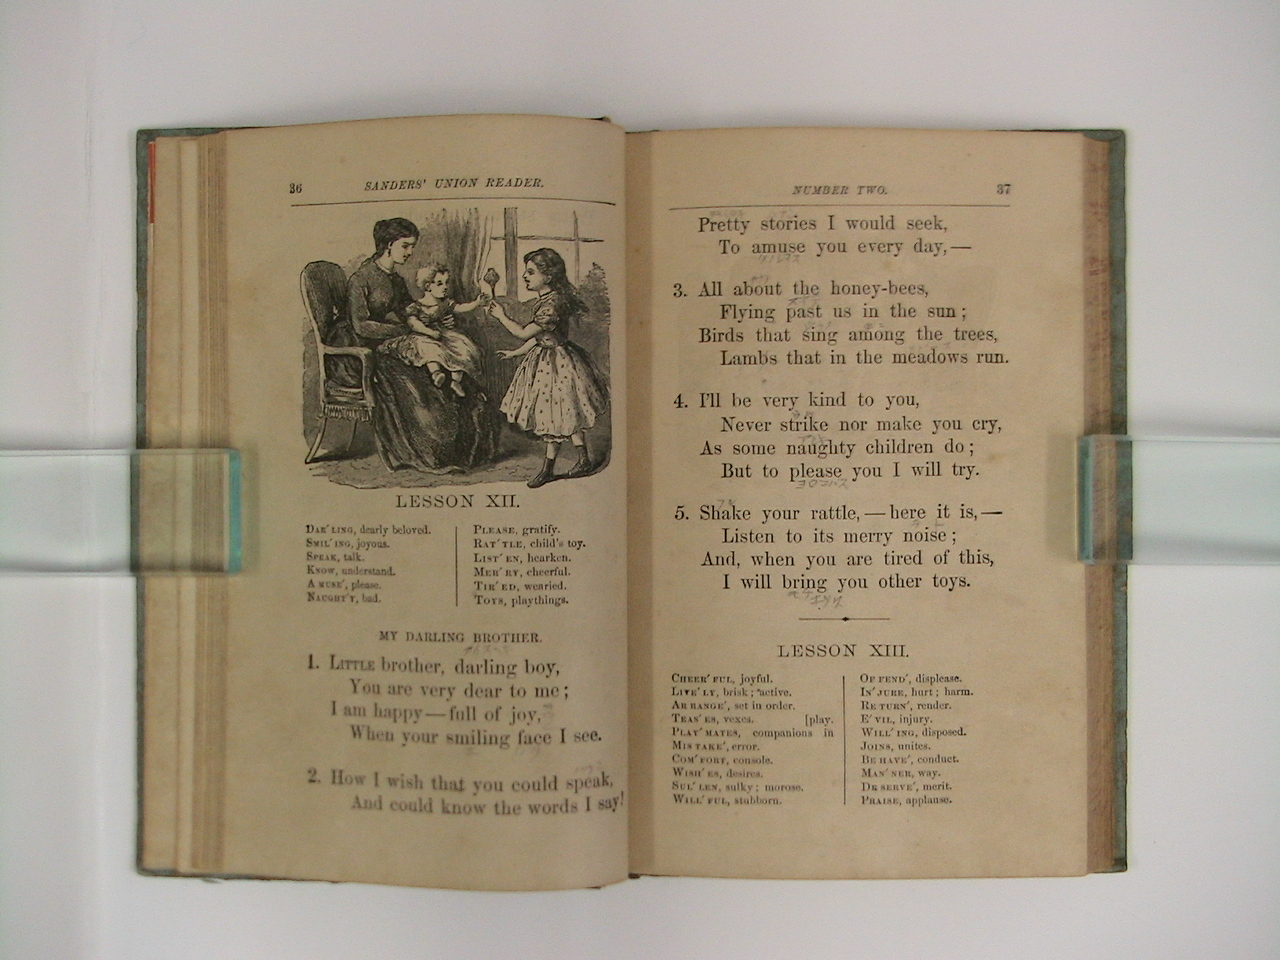 36
SANDERS' UNION READER.
LESSON XII.
DAR'LING, dearly beloved.
SMIL'ING, joyous.
SPEAK, talk.
KNOW, understand.
A MUSE', please.
NAUGHT'Y, bad.
PLEASE, gratify.
RAT'TLE, child's toy.
LIST'EN, hearken.
MER'RY, cheerful.
TIR'ED, wearied.
TOYS, playthings.
MY DARLING BROTHER.
1. LITTLE brother, darling boy,
You are very dear to me;
I am happy—full of joy,
When your smiling face I see.
2. How I wish that you could speak,
And could know the words I say!
NUMBER TWO.
37
Pretty stories I would seek,
To amuse you every day,—
3. All about the honey-bees,
Flying past us in the sun;
Birds that sing among the trees,
Lambs that in the meadows run.
4. I'll be very kind to you,
Never strike nor make you cry,
As some naughty children do;
But to please you I will try.
5. Shake your rattle,—here it is,—
Listen to its merry noise;
And, when you are tired of this,
I will bring you other toys.
LESSON XIII.
CHEER'FUL, joyful.
LIVE'LY, brisk; active.
AR RANGE', set in order.
TEAS'ES, vexes. [play.
PLAY'MATES, companions in
MIS TAKE', error.
COM'FORT, console.
WISH'ES, desires.
SUL'LEN, sulky; morose.
WILL'FUL, stubborn.
OF FEND', displease.
IN'JURE, hurt; harm.
RE TURN', render.
E'VIL, injury.
WILL'ING, disposed.
JOINS, unites.
BE HAVE', conduct.
MAN'NER, way.
DE SERVE', merit.
PRAISE, applause.